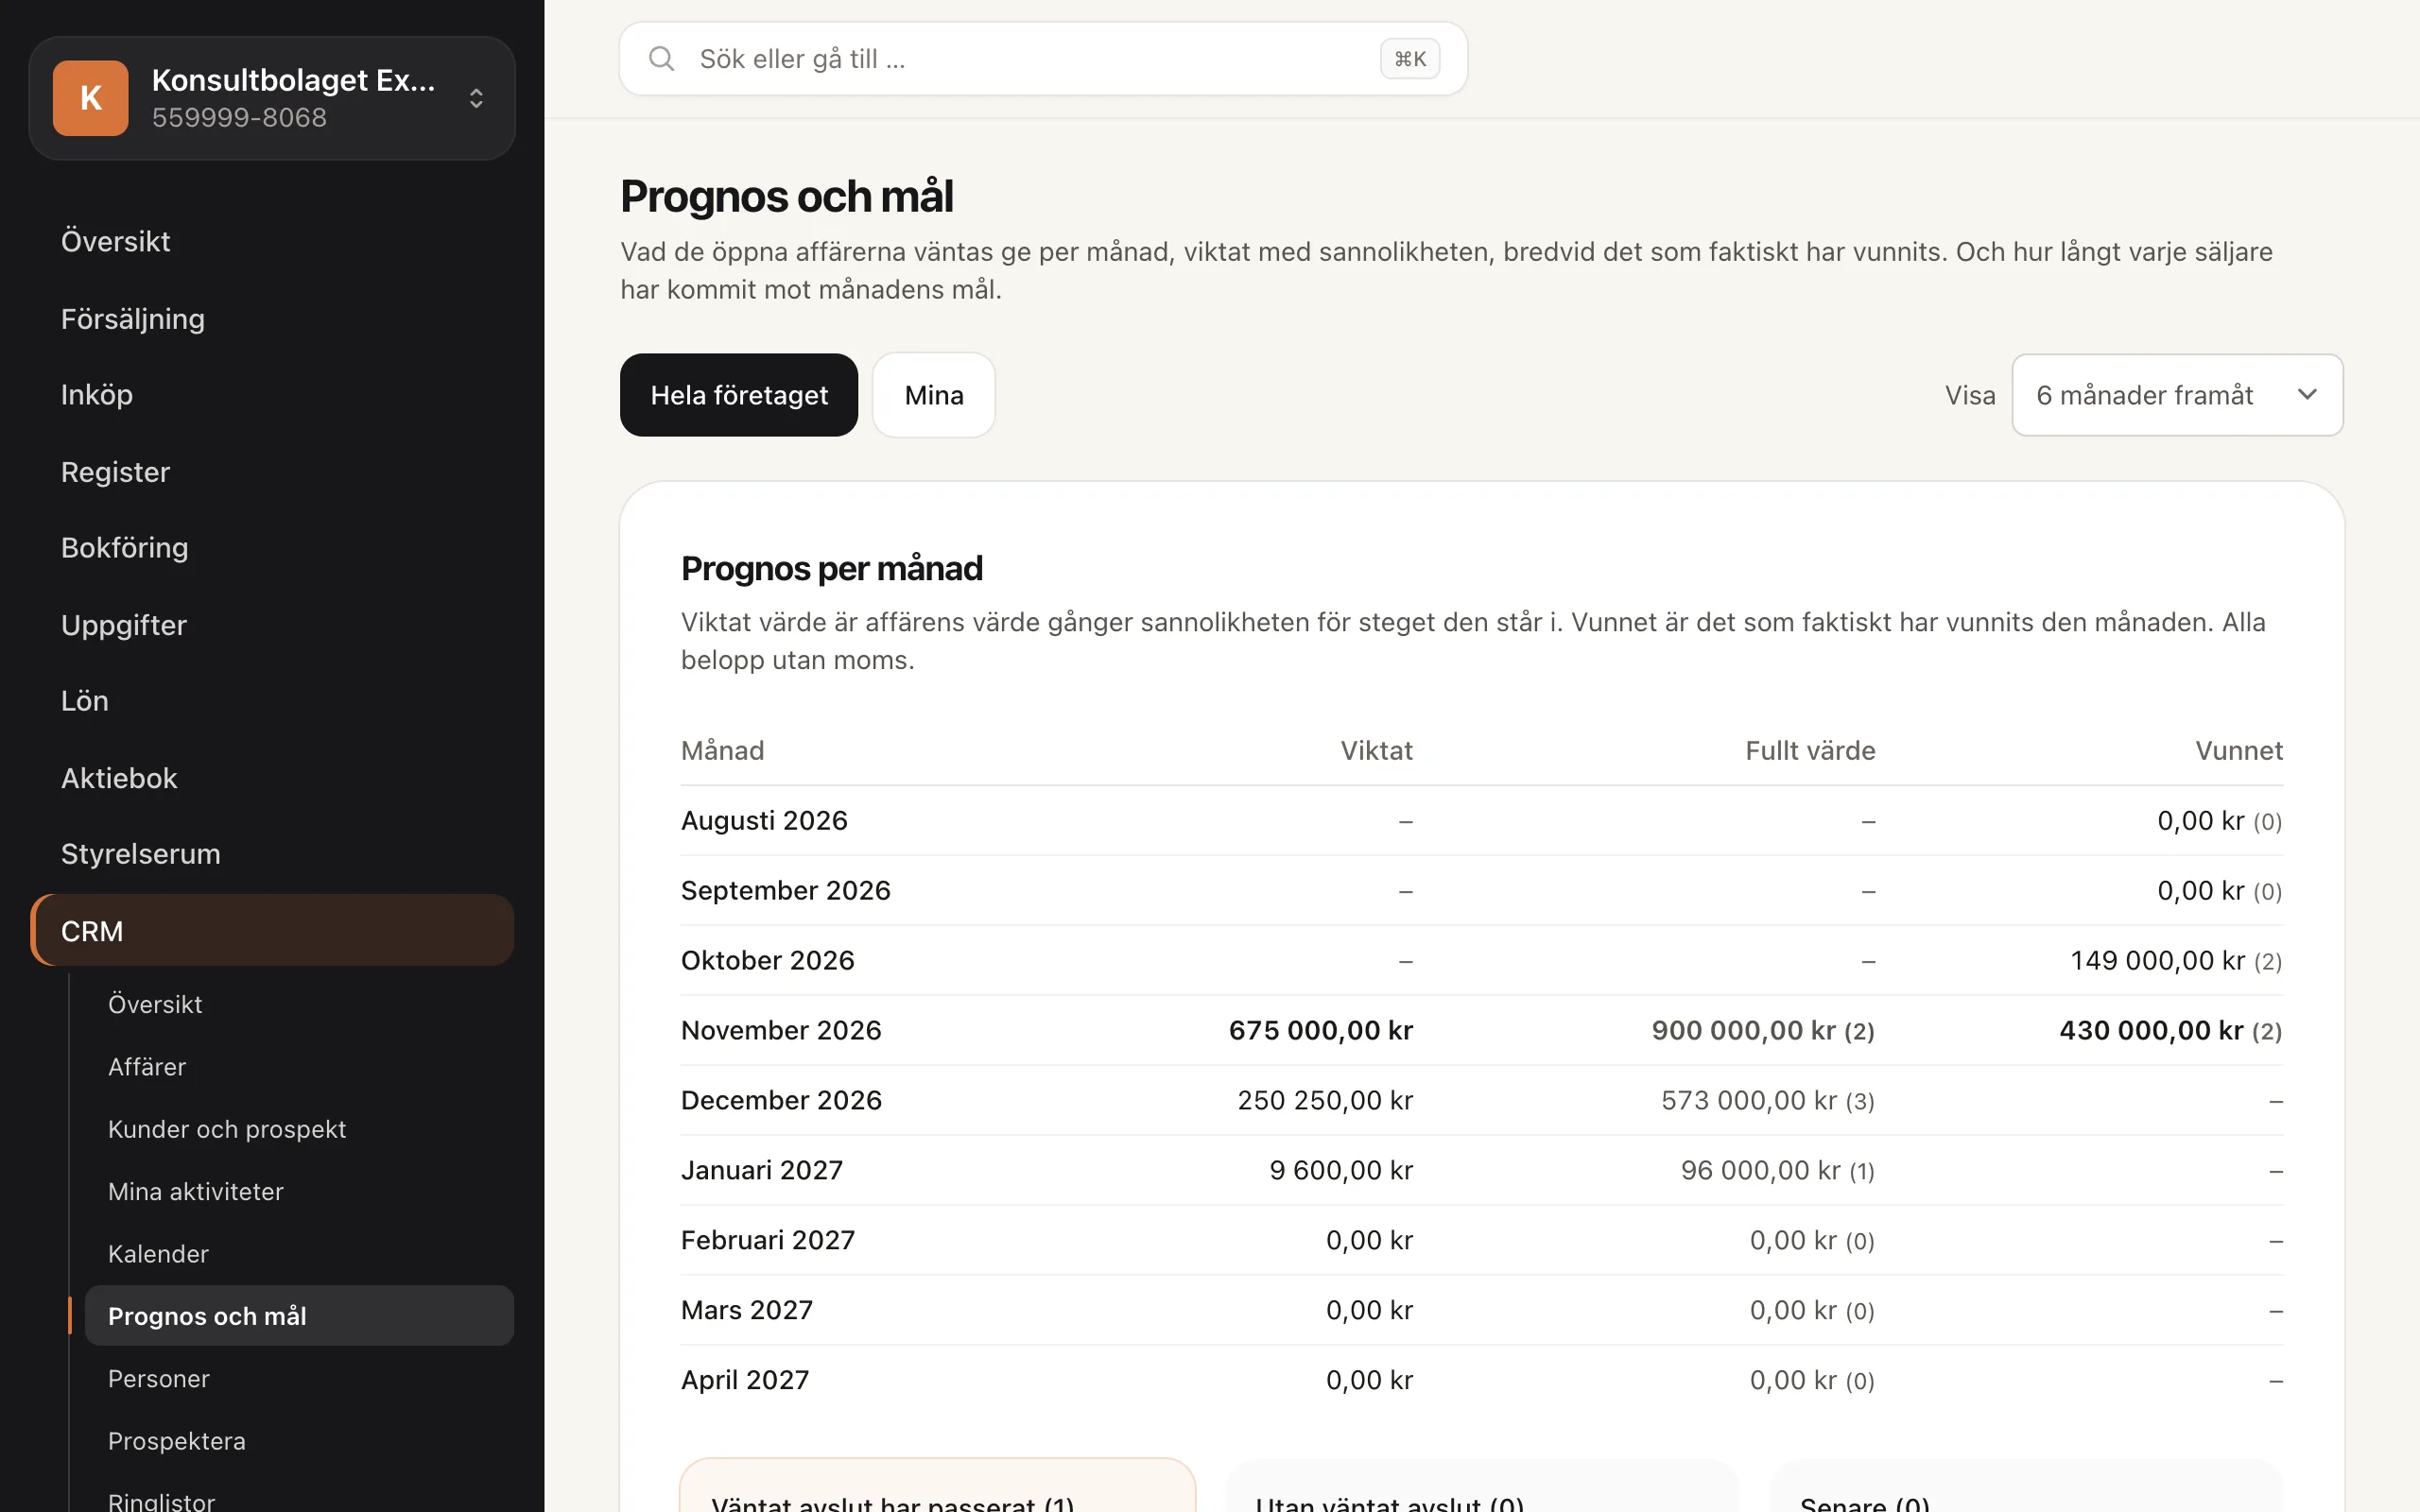 K
Konsultbolaget Ex...
559999-8068
Översikt
Försäljning
Inköp
Register
Bokföring
Uppgifter
Lön
Aktiebok
Styrelserum
CRM
Översikt
Affärer
Kunder och prospekt
Mina aktiviteter
Kalender
Prognos och mål
Personer
Prospektera
Ringlistor
Sök eller gå till ...
⌘K
Prognos och mål
Vad de öppna affärerna väntas ge per månad, viktat med sannolikheten, bredvid det som faktiskt har vunnits. Och hur långt varje säljare
har kommit mot månadens mål.
Hela företaget
Mina
Visa
6 månader framåt
Prognos per månad
Viktat värde är affärens värde gånger sannolikheten för steget den står i. Vunnet är det som faktiskt har vunnits den månaden. Alla
belopp utan moms.
Månad Viktat Fullt värde Vunnet
Augusti 2026 – – 0,00 kr (0)
September 2026 – – 0,00 kr (0)
Oktober 2026 – – 149 000,00 kr (2)
November 2026 675 000,00 kr 900 000,00 kr (2) 430 000,00 kr (2)
December 2026 250 250,00 kr 573 000,00 kr (3) –
Januari 2027 9 600,00 kr 96 000,00 kr (1) –
Februari 2027 0,00 kr 0,00 kr (0) –
Mars 2027 0,00 kr 0,00 kr (0) –
April 2027 0,00 kr 0,00 kr (0) –
Väntat avslut har passerat (1)
Utan väntat avslut (0)
Senare (0)